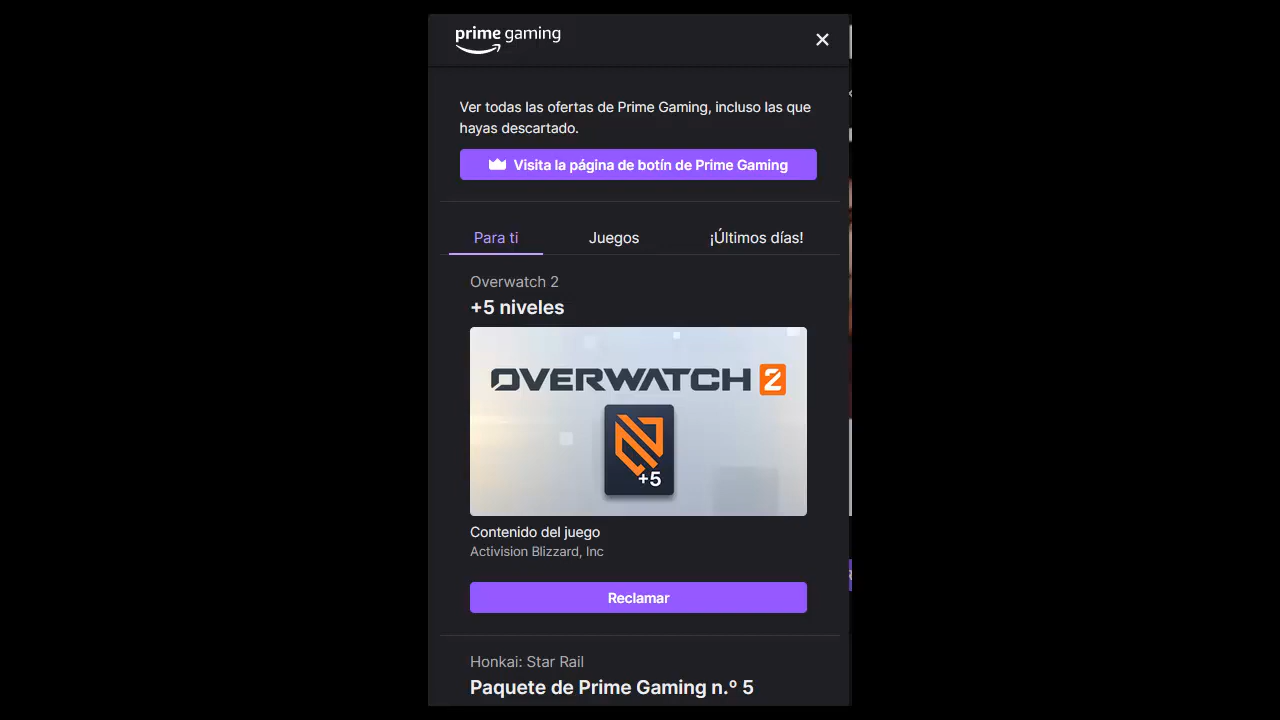 prime gaming
Ver todas las ofertas de Prime Gaming, incluso las que
hayas descartado.
Visita la página de botín de Prime Gaming
Para ti
Juegos
¡Últimos días!
Overwatch 2
+5 niveles
OVERWATCH 2
+5
Contenido del juego
Activision Blizzard, Inc
Reclamar
Honkai: Star Rail
Paquete de Prime Gaming n.º 5